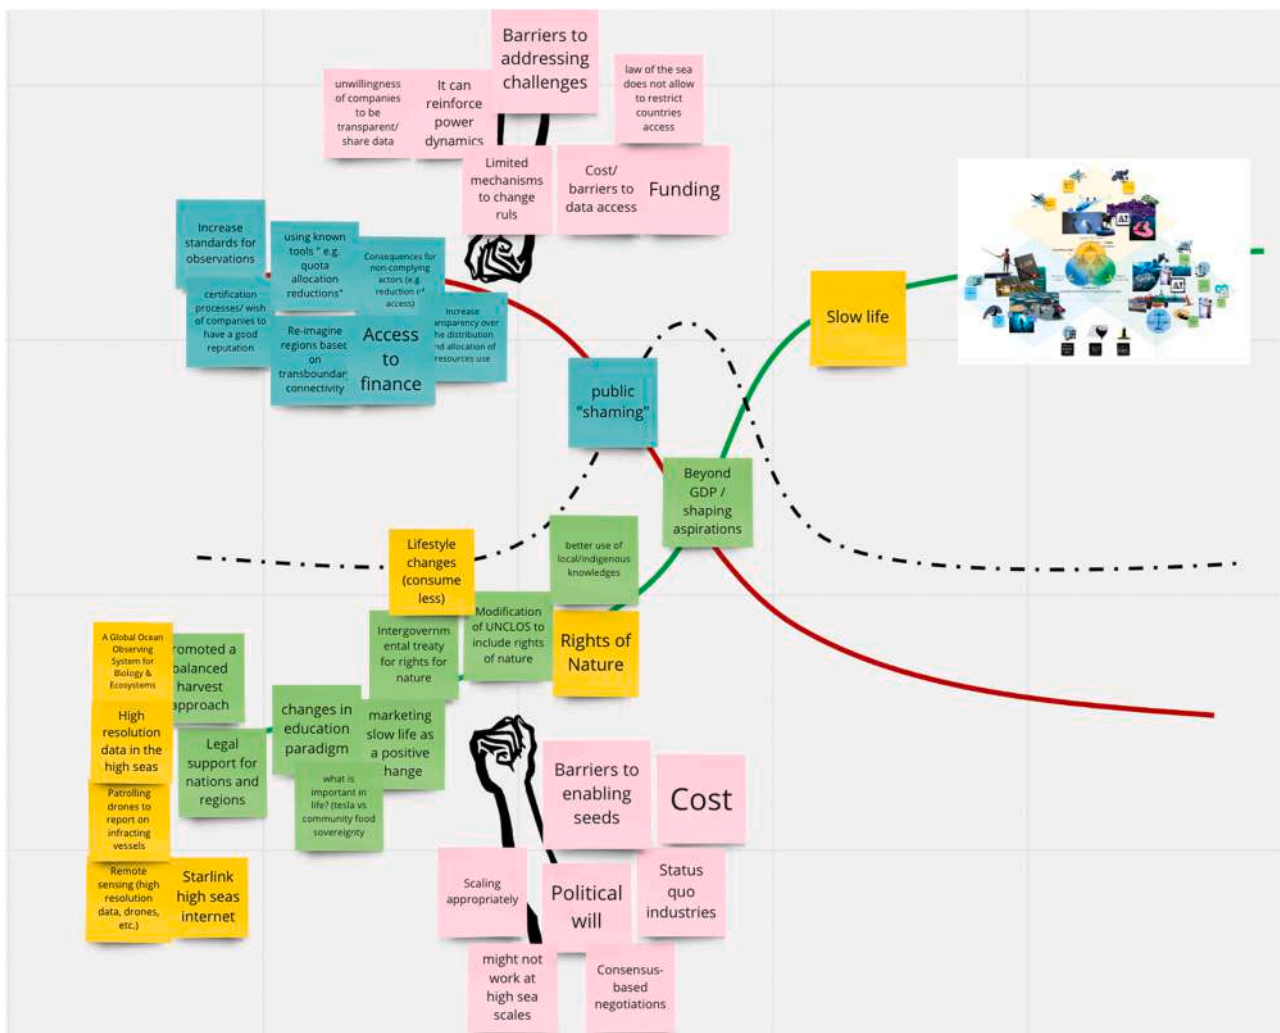 Barriers to
addressing
challenges
unwillingness
of companies
to be
transparent/
share data
It can
reinforce
power
dynamics
law of the sea
does not allow
to restrict
countries
access
Limited
mechanisms
to change
ruls
Cost/
barriers to
data access
Funding
Increase
standards for
observations
using known
tools " e.g.
quota
allocation
reductions"
Consequences for
non-complying
actors (e.g.
reduction of
access)
certification
processes/ wish
of companies to
have a good
reputation
Re-imagine
regions based
on
transboundary
connectivity
Access
to
finance
Increase
transparency over
the distribution
and allocation of
resources use
public
"shaming"
Slow life
Beyond
GDP /
shaping
aspirations
Lifestyle
changes
(consume
less)
better use of
local/indigenous
knowledges
Intergovernm
ental treaty
for rights for
nature
Modification
of UNCLOS to
include rights
of nature
Rights of
Nature
A Global Ocean
Observing
System for
Biology &
Ecosystems
romoted a
balanced
harvest
approach
High
resolution
data in the
high seas
Legal
support for
nations and
regions
changes in
education
paradigm
marketing
slow life as
a positive
change
what is
important in
life? (tesla vs
community food
sovereignty
Patrolling
drones to
report on
infracting
vessels
Remote
sensing (high
resolution
data, drones,
etc.)
Starlink
high seas
internet
Barriers to
enabling
seeds
Cost
Scaling
appropriately
Political
will
Status
quo
industries
might not
work at
high sea
scales
Consensus-
based
negotiations